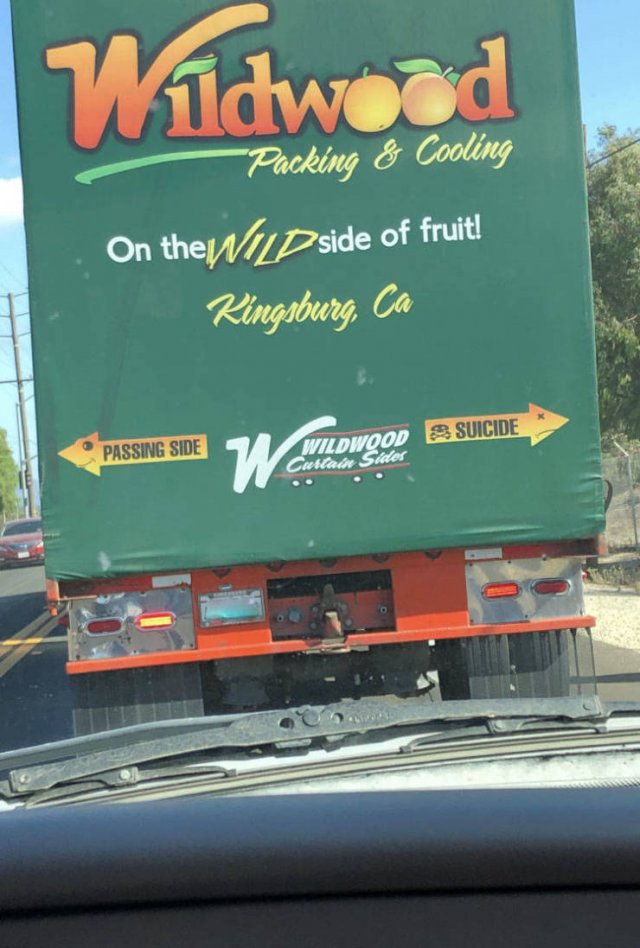 Wildwood
Packing & Cooling
On the WILD side of fruit!
Kingsburg, Ca
PASSING SIDE
WILDWOOD
Curtain Sides
SUICIDE